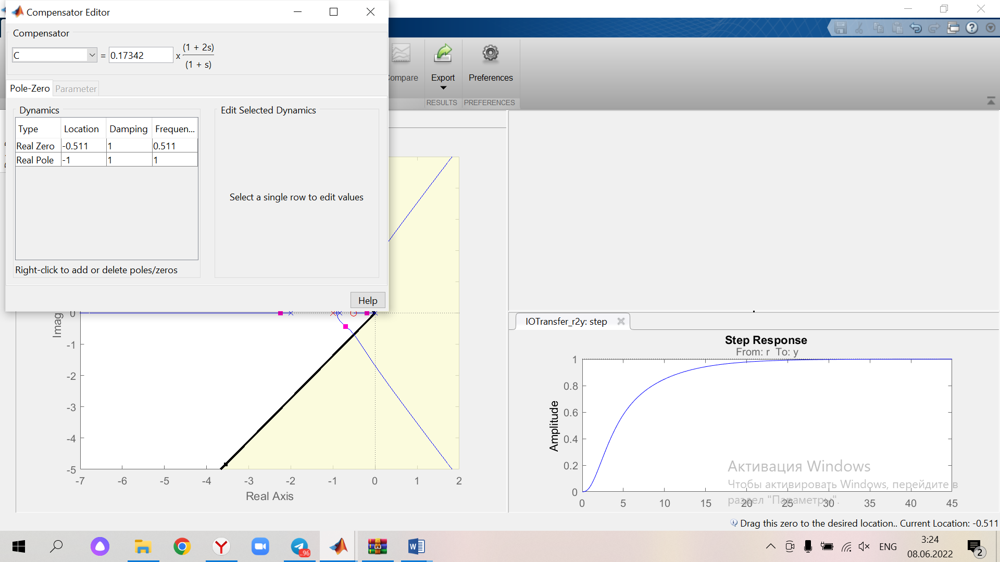 Compensator Editor
Compensator
C = 0.17342 x (1 + 2s)
(1 + s)
Pole-Zero Parameter
Dynamics
Type Location Damping Frequen...
Real Zero -0.511 1 0.511
Real Pole -1 1 1
Right-click to add or delete poles/zeros
Edit Selected Dynamics
Select a single row to edit values
Help
Export
Preferences
RESULTS PREFERENCES
0
-1
-2
-3
-4
-5
-7 -6 -5 -4 -3 -2 -1 0 1 2
Real Axis
IOTransfer_r2y: step
Step Response
From: r To: y
Amplitude
1
0.8
0.6
0.4
0.2
0
0 5 10 15 20 25 30 35 40 45
Активация Windows
Чтобы активировать Windows, перейдите в
раздел "Параметры".
Drag this zero to the desired location.. Current Location: -0.511
..96
W
ENG
3:24
08.06.2022
2